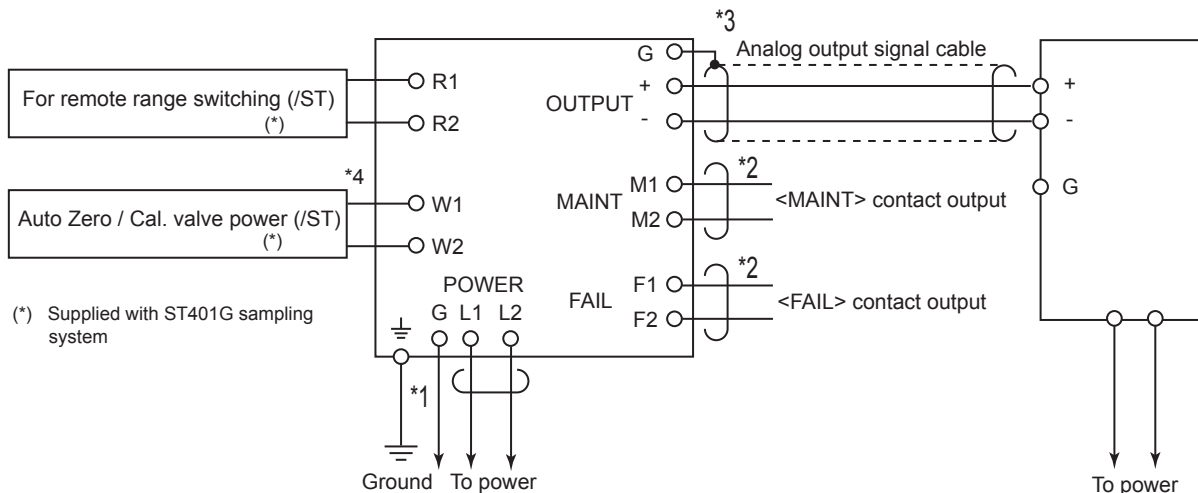 *3
Analog output signal cable
G
+
OUTPUT
-
+
-
G
For remote range switching (/ST)
(*)
R1
R2
*4
Auto Zero / Cal. valve power (/ST)
(*)
W1
W2
MAINT
M1
M2
*2
<MAINT> contact output
FAIL
F1
F2
*2
<FAIL> contact output
POWER
G L1 L2
(*) Supplied with ST401G sampling
system
*1
Ground
To power
To power